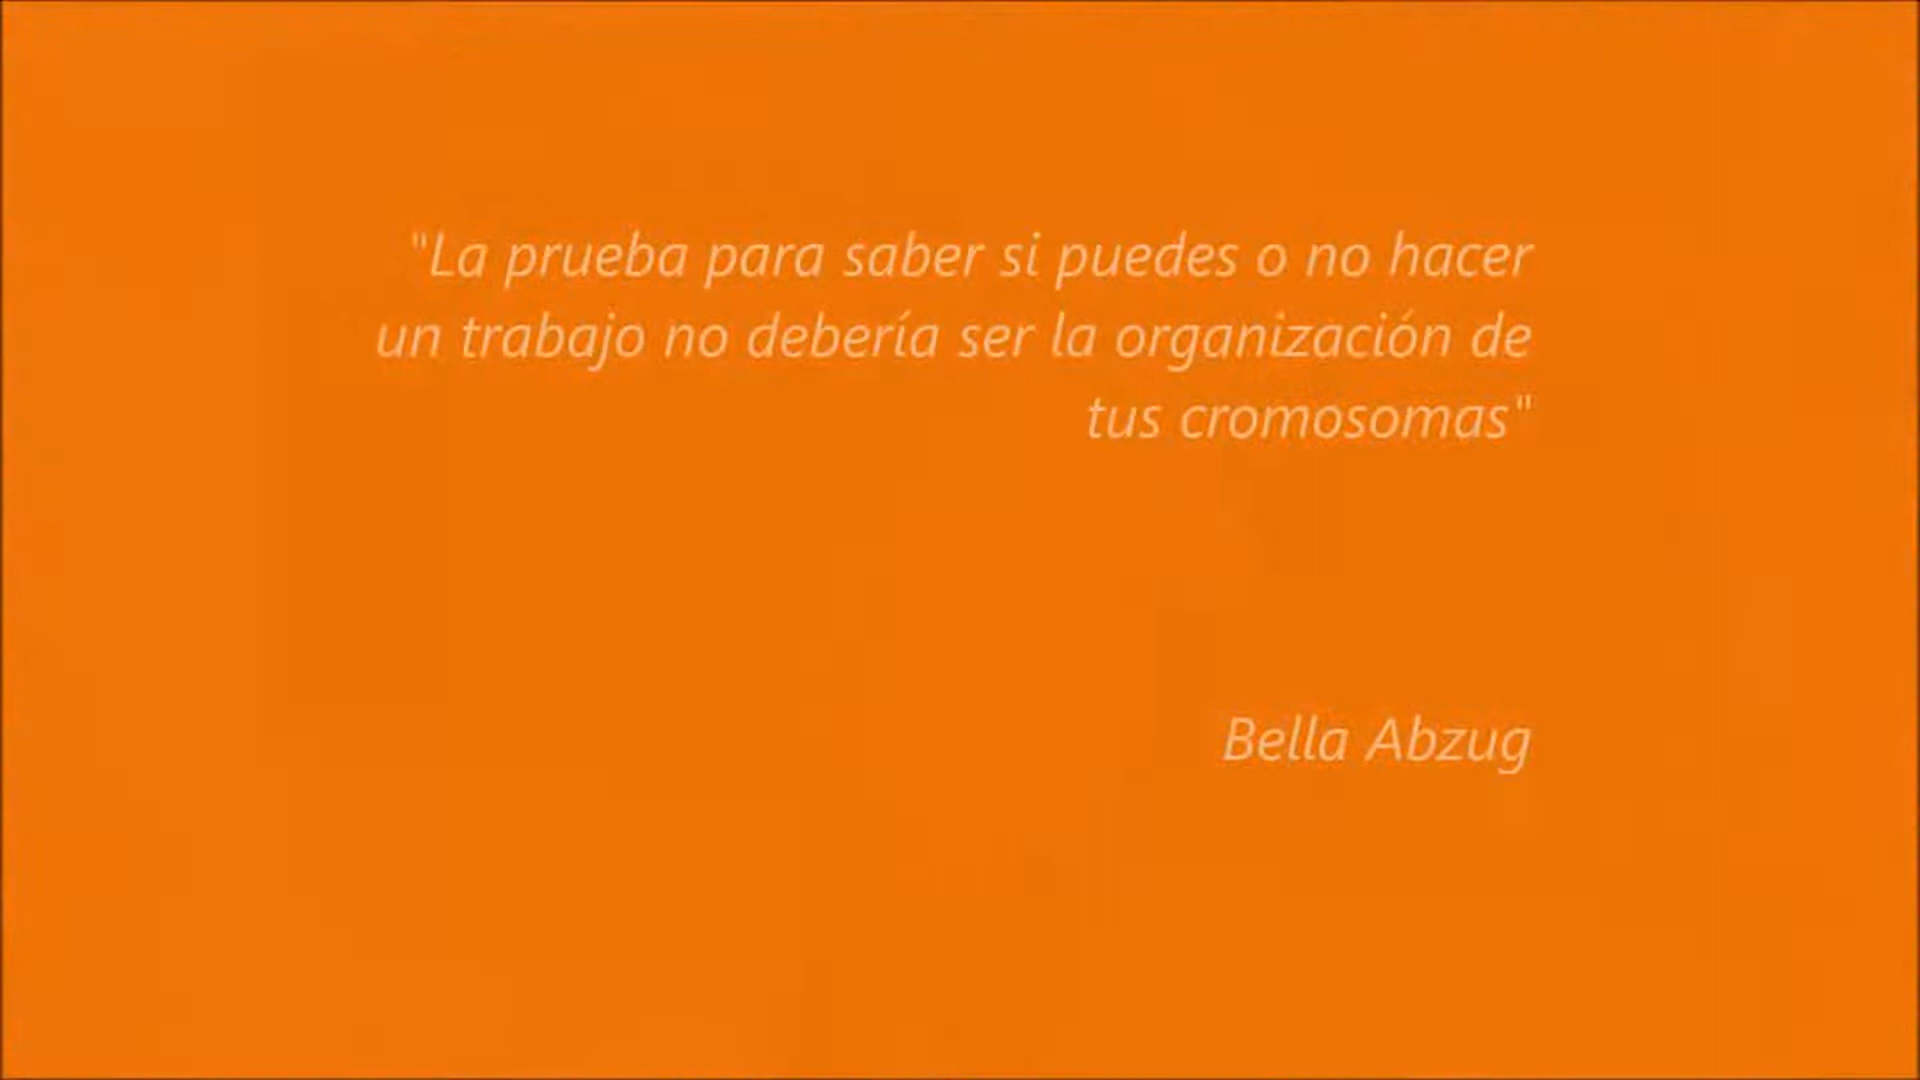 "La prueba para saber si puedes o no hacer
un trabajo no debería ser la organización de
tus cromosomas"
Bella Abzug